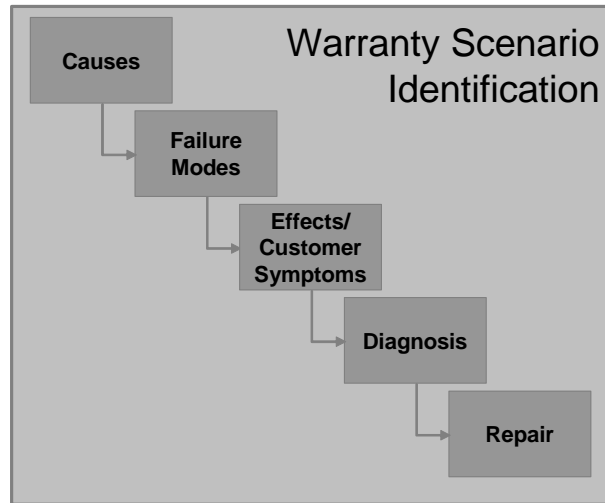 Warranty Scenario
Identification
Causes
Failure
Modes
Effects/
Customer
Symptoms
Diagnosis
Repair